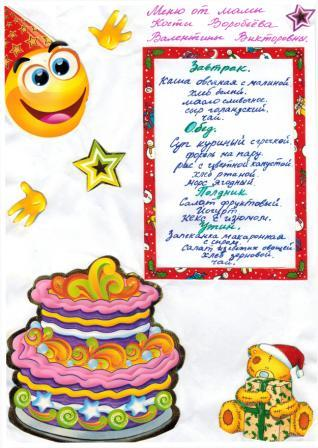 Меню от мамы
Кости Воробьёва
Валентины Викторовны.
Завтрак.
Каша овсяная с малиной
хлеб белый.
масло сливочное.
сыр голландский.
чай.
Обед.
Суп куриный с гречкой.
форель на пару.
рис с цветной капустой
хлеб ржаной
морс ягодный.
Полдник
Салат фруктовый.
Йогурт
кекс с изюмом.
Ужин.
Запеканка макаронная
с сыром.
салат из свежих овощей
хлеб зерновой.
чай.